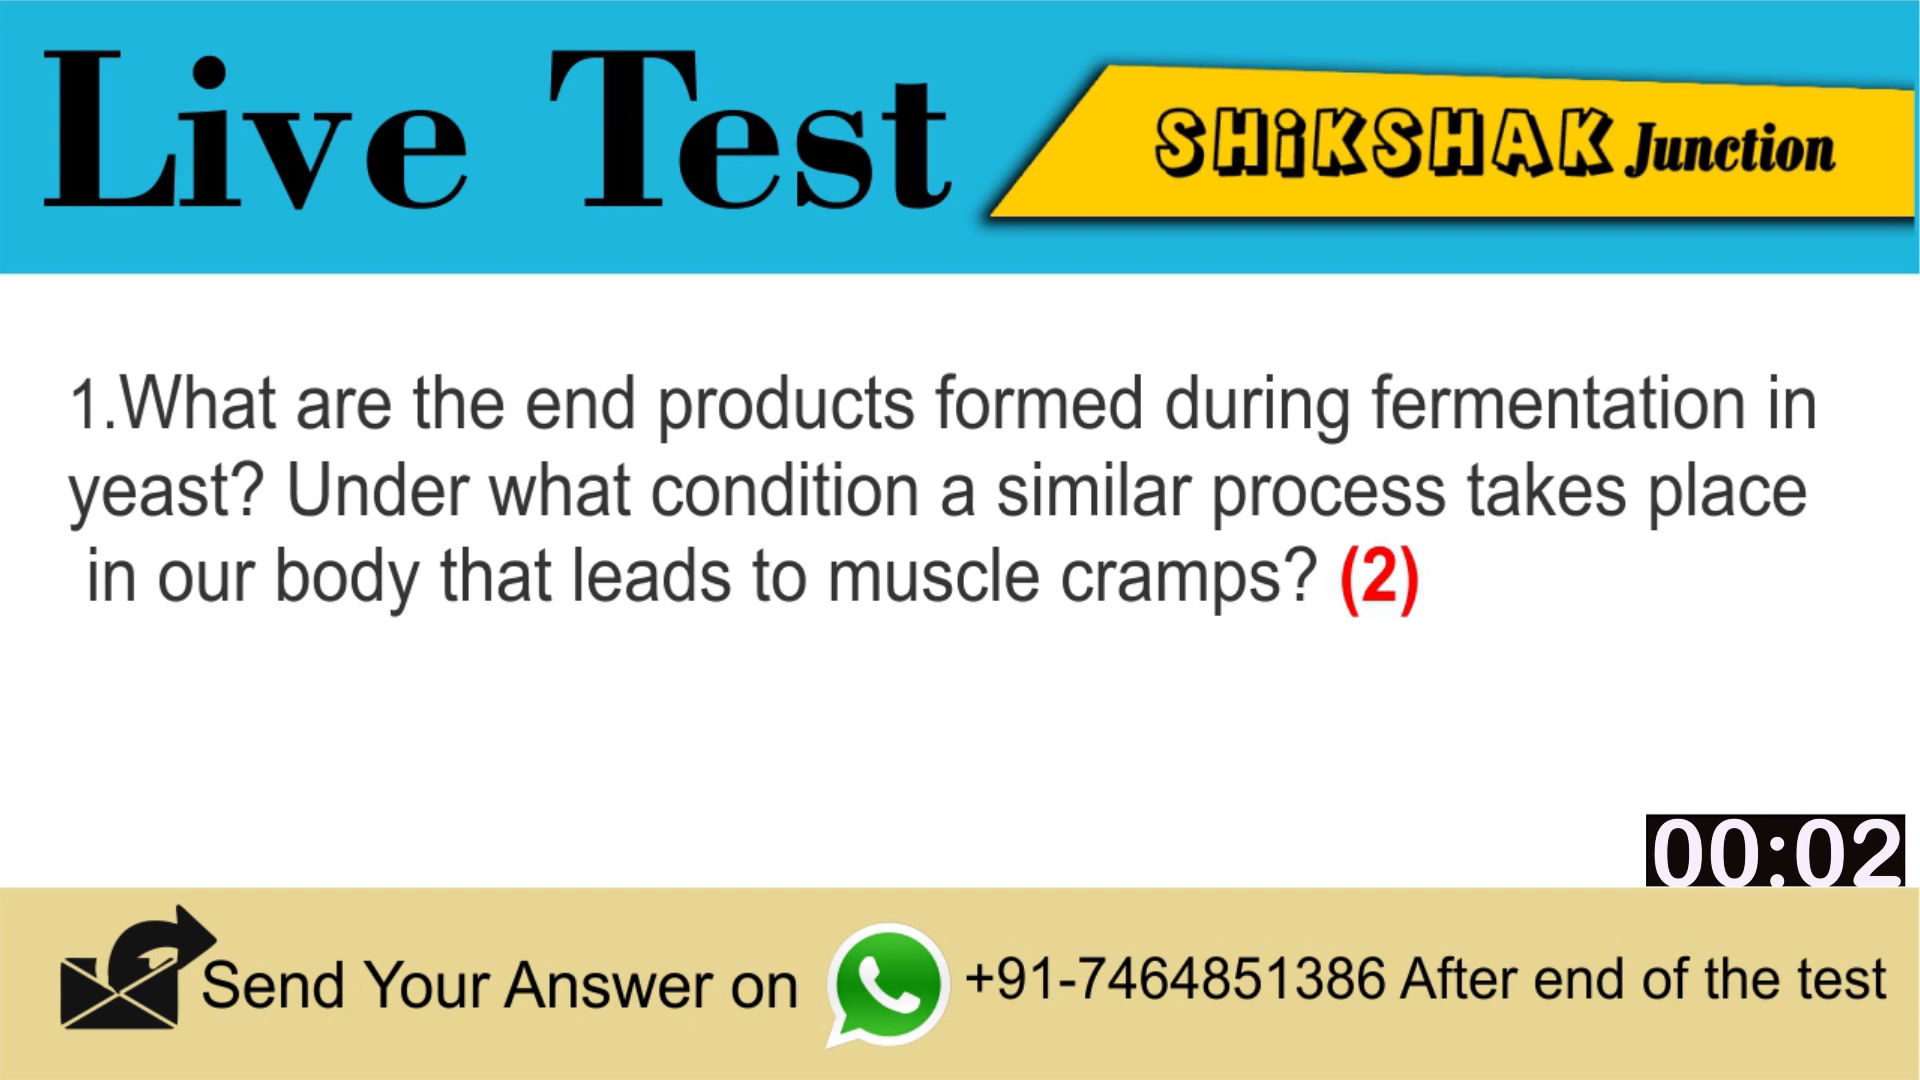 Live Test
SHiKSHAK Junction
1.What are the end products formed during fermentation in
yeast? Under what condition a similar process takes place
in our body that leads to muscle cramps? (2)
00:02
Send Your Answer on +91-7464851386 After end of the test